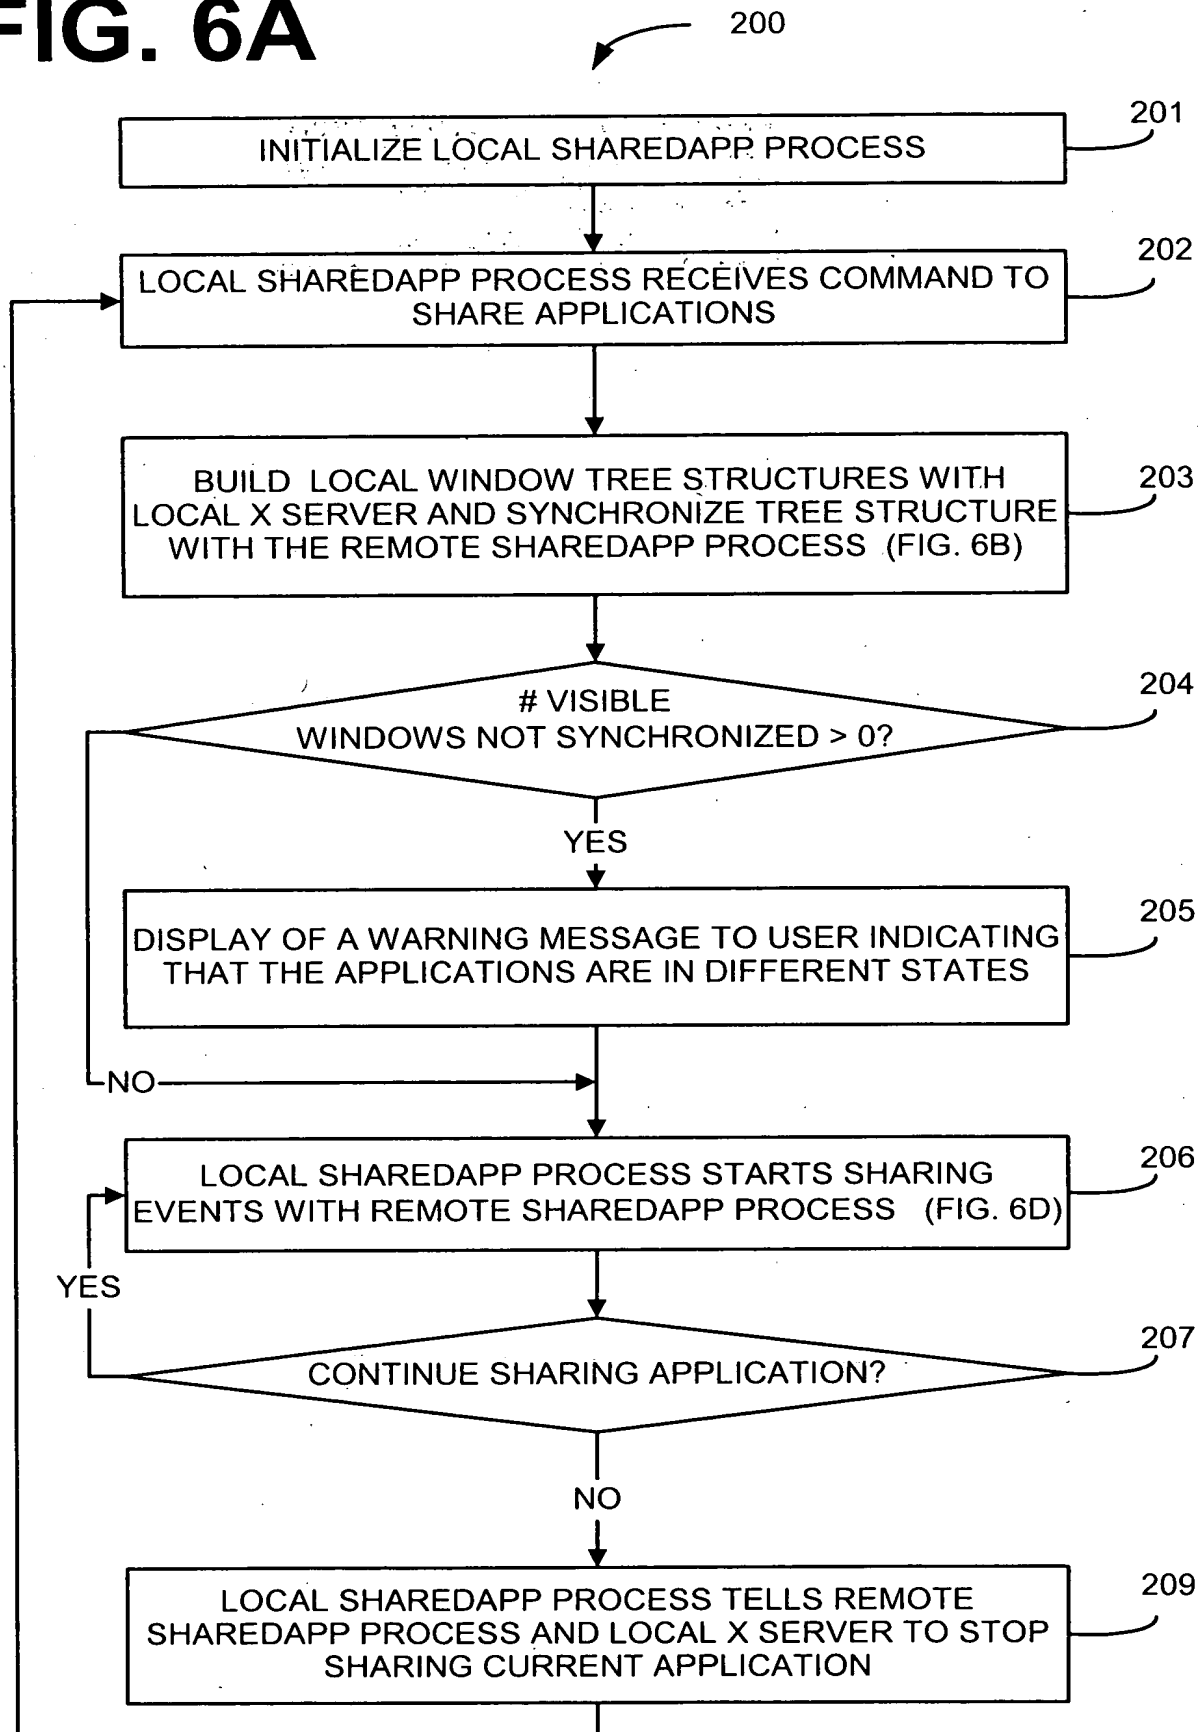 FIG. 6A
200
201
INITIALIZE LOCAL SHAREDAPP PROCESS
202
LOCAL SHAREDAPP PROCESS RECEIVES COMMAND TO
SHARE APPLICATIONS
203
BUILD LOCAL WINDOW TREE STRUCTURES WITH
LOCAL X SERVER AND SYNCHRONIZE TREE STRUCTURE
WITH THE REMOTE SHAREDAPP PROCESS (FIG. 6B)
204
# VISIBLE
WINDOWS NOT SYNCHRONIZED > 0?
YES
205
DISPLAY OF A WARNING MESSAGE TO USER INDICATING
THAT THE APPLICATIONS ARE IN DIFFERENT STATES
NO
206
LOCAL SHAREDAPP PROCESS STARTS SHARING
EVENTS WITH REMOTE SHAREDAPP PROCESS (FIG. 6D)
YES
207
CONTINUE SHARING APPLICATION?
NO
209
LOCAL SHAREDAPP PROCESS TELLS REMOTE
SHAREDAPP PROCESS AND LOCAL X SERVER TO STOP
SHARING CURRENT APPLICATION